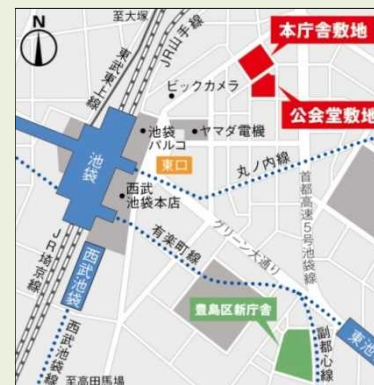 至大塚
JR山手線
東武東上線
本庁舎敷地
ビックカメラ
公会堂敷地
池袋
パルコ
ヤマダ電機
東口
池袋
丸ノ内線
西武
池袋本店
首都高速5号池袋線
有楽町線
グリーン大通り
JR埼京線
西武池袋
豊島区新庁舎
東池
副都心線
西武池袋線
至高田馬場
N